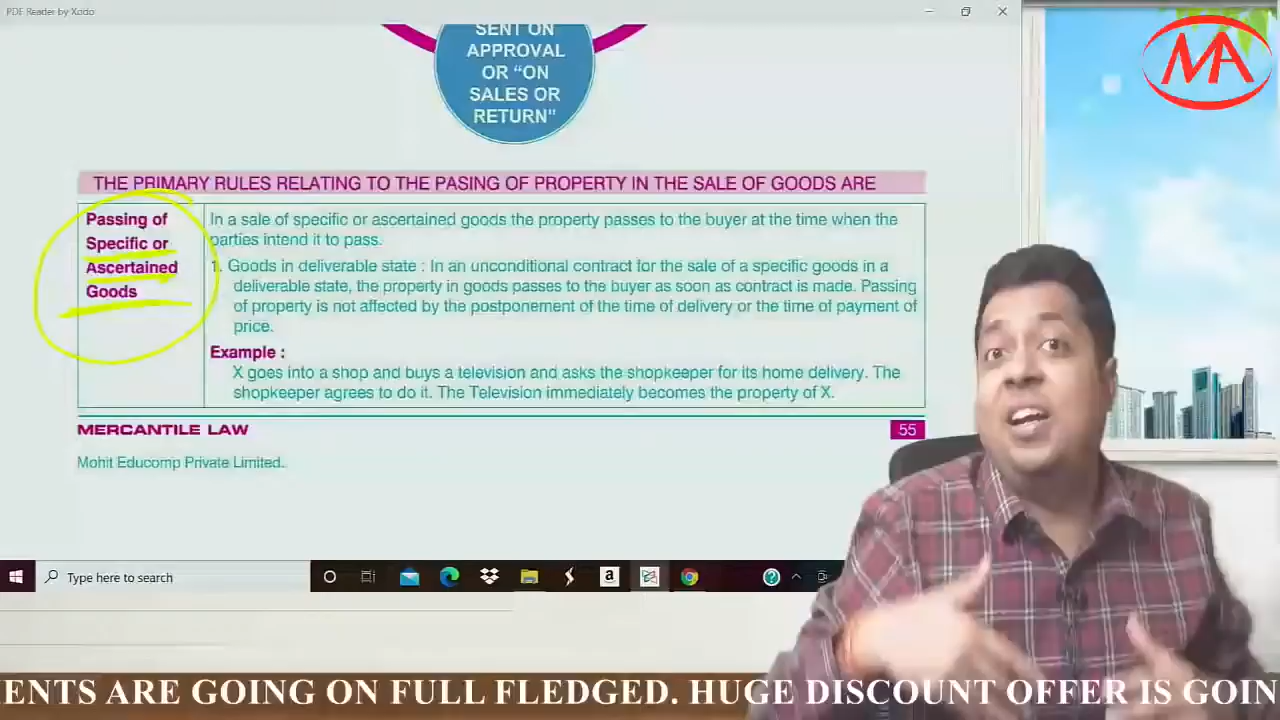 PDF Reader by Xodo
MA
SENT ON
APPROVAL
OR “ON
SALES OR
RETURN"
THE PRIMARY RULES RELATING TO THE PASING OF PROPERTY IN THE SALE OF GOODS ARE
Passing of
Specific or
Ascertained
Goods
In a sale of specific or ascertained goods the property passes to the buyer at the time when the
parties intend it to pass.
1. Goods in deliverable state : In an unconditional contract for the sale of a specific goods in a
deliverable state, the property in goods passes to the buyer as soon as contract is made. Passing
of property is not affected by the postponement of the time of delivery or the time of payment of
price.
Example :
X goes into a shop and buys a television and asks the shopkeeper for its home delivery. The
shopkeeper agrees to do it. The Television immediately becomes the property of X.
MERCANTILE LAW
55
Mohit Educomp Private Limited.
Type here to search
ENTS ARE GOING ON FULL FLEDGED. HUGE DISCOUNT OFFER IS GOIN